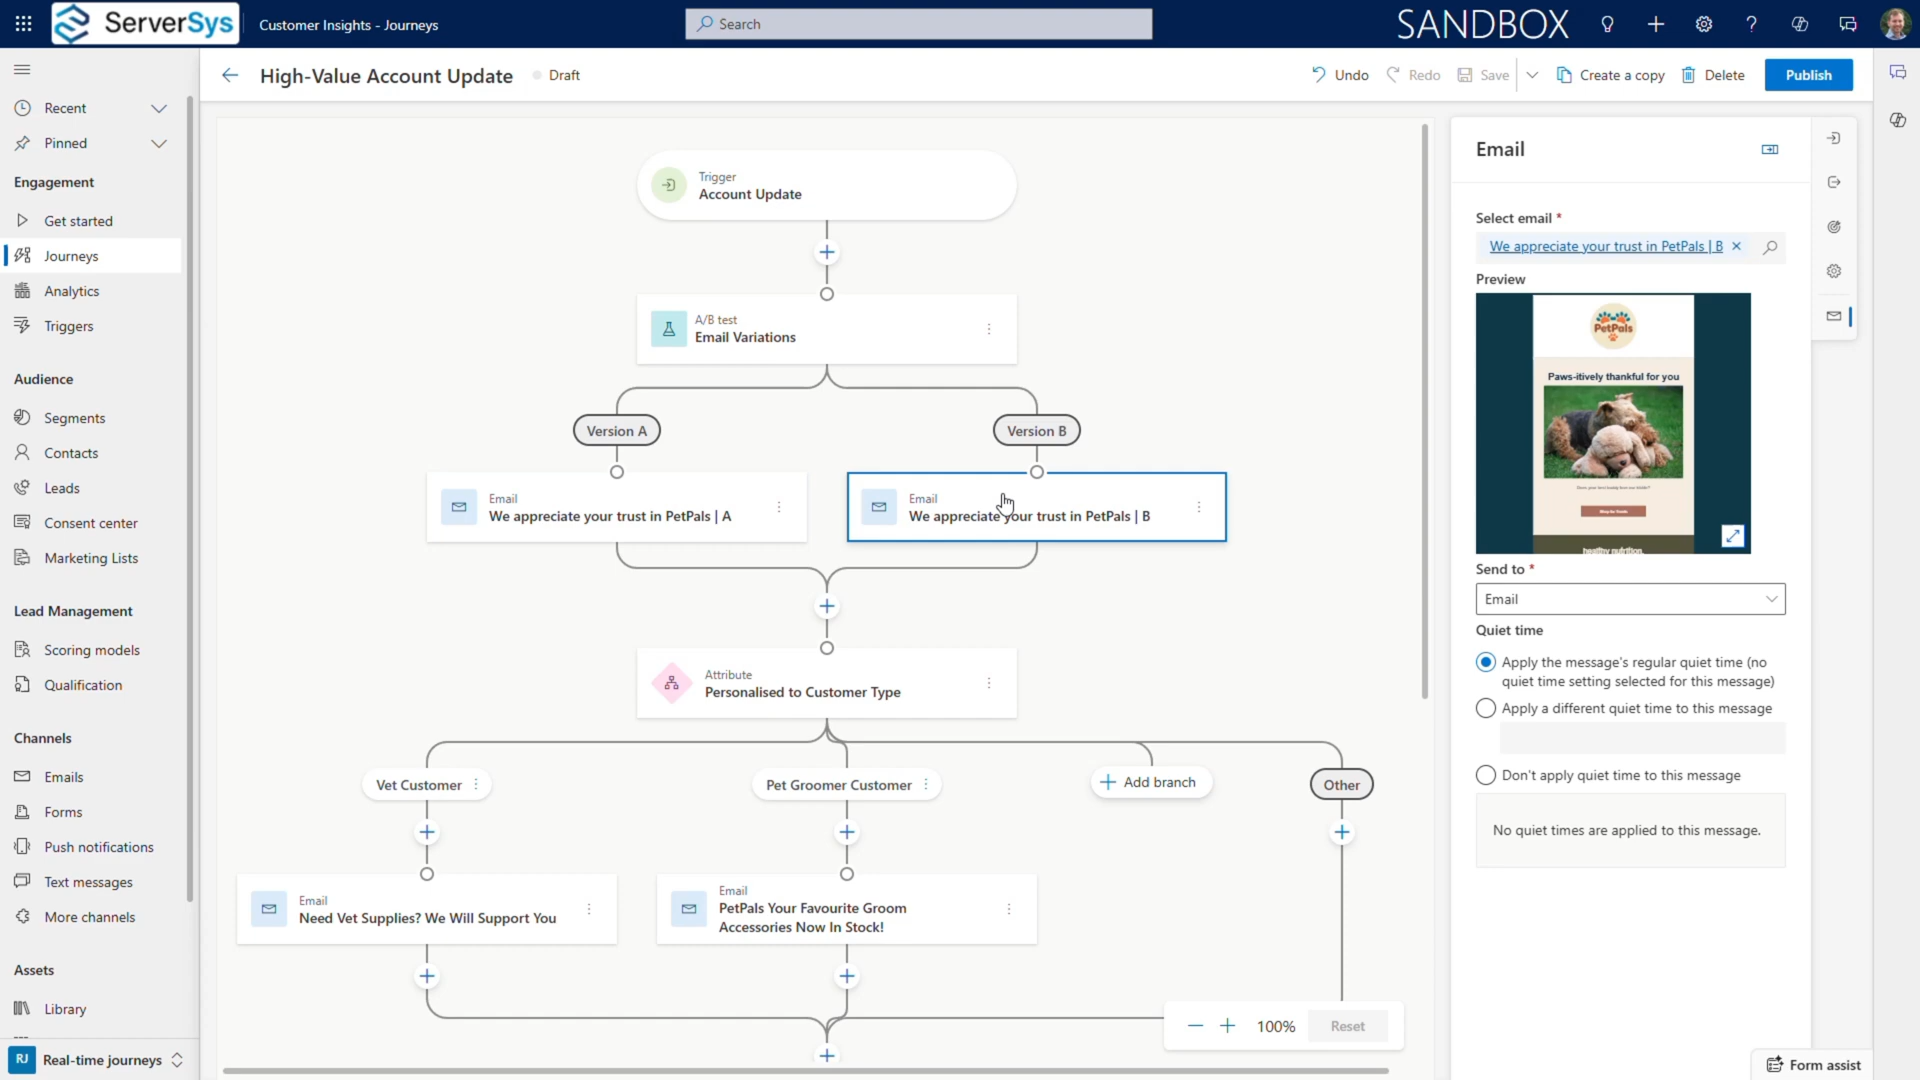 ServerSys
Customer Insights - Journeys
Search
SANDBOX
High-Value Account Update
Draft
Undo
Redo
Save
Create a copy
Delete
Publish
Recent
Pinned
Engagement
Get started
Journeys
Analytics
Triggers
Audience
Segments
Contacts
Leads
Consent center
Marketing Lists
Lead Management
Scoring models
Qualification
Channels
Emails
Forms
Push notifications
Text messages
More channels
Assets
Library
RJ
Real-time journeys
Trigger
Account Update
A/B test
Email Variations
Version A
Version B
Email
We appreciate your trust in PetPals | A
Email
We appreciate your trust in PetPals | B
Attribute
Personalised to Customer Type
Vet Customer
Pet Groomer Customer
Add branch
Other
Email
Need Vet Supplies? We Will Support You
Email
PetPals Your Favourite Groom
Accessories Now In Stock!
100%
Reset
Email
Select email *
We appreciate your trust in PetPals | B
Preview
PetPals
Paws-itively thankful for you
healthy nutrition,
Send to *
Email
Quiet time
Apply the message's regular quiet time (no
quiet time setting selected for this message)
Apply a different quiet time to this message
Don't apply quiet time to this message
No quiet times are applied to this message.
Form assist